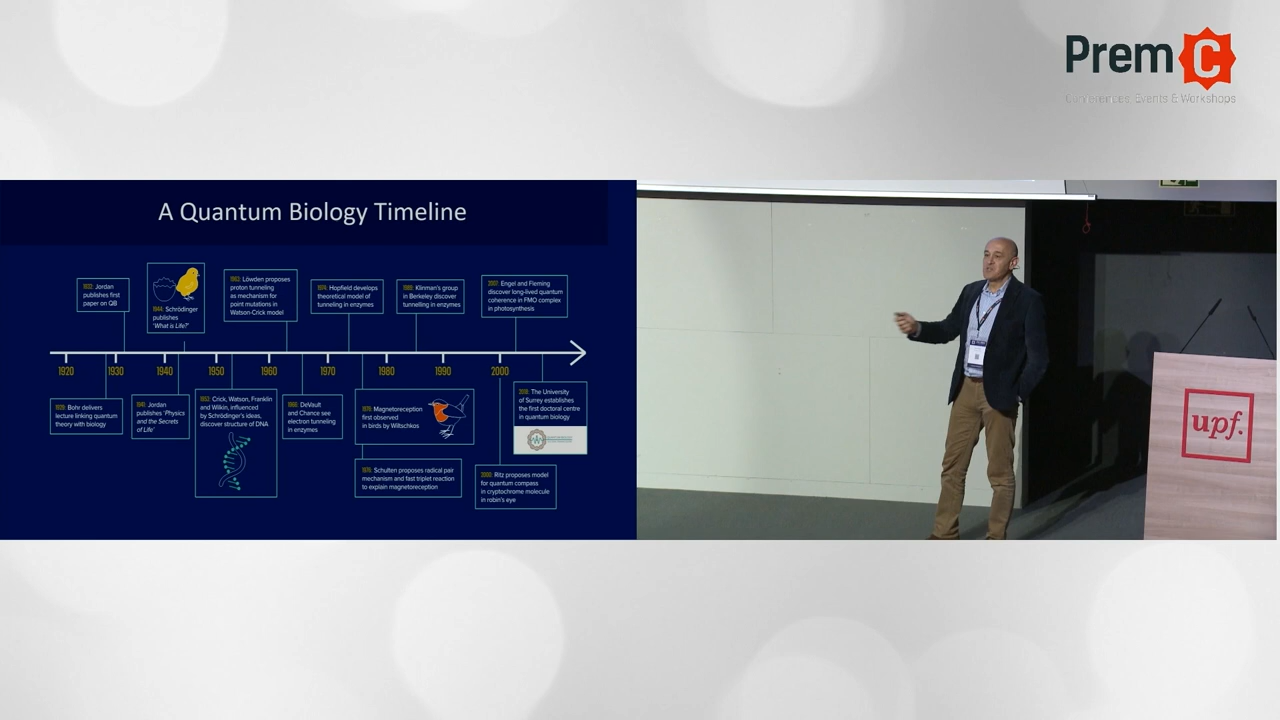 Prem C
Conferences, Events & Workshops
A Quantum Biology Timeline
1932: Jordan
publishes first
paper on QB
1944: Schrödinger
publishes
'What is Life?'
1963: Löwden proposes
proton tunneling
as mechanism for
point mutations in
Watson-Crick model
1974: Hopfield develops
theoretical model of
tunneling in enzymes
1989: Klinman's group
in Berkeley discover
tunnelling in enzymes
2007: Engel and Fleming
discover long-lived quantum
coherence in FMO complex
in photosynthesis
1920 1930 1940 1950 1960 1970 1980 1990 2000
1929: Bohr delivers
lecture linking quantum
theory with biology
1941: Jordan
publishes 'Physics
and the Secrets
of Life'
1953: Crick, Watson, Franklin
and Wilkin, influenced
by Schrödinger's ideas,
discover structure of DNA
1966: DeVault
and Chance see
electron tunneling
in enzymes
1976: Magnetoreception
first observed
in birds by Wiltschkos
2018: The University
of Surrey establishes
the first doctoral centre
in quantum biology
Schulten proposes radical pair
mechanism and fast triplet reaction
to explain magnetoreception
2000: Ritz proposes model
for quantum compass
in cryptochrome molecule
in robin's eye
upf.